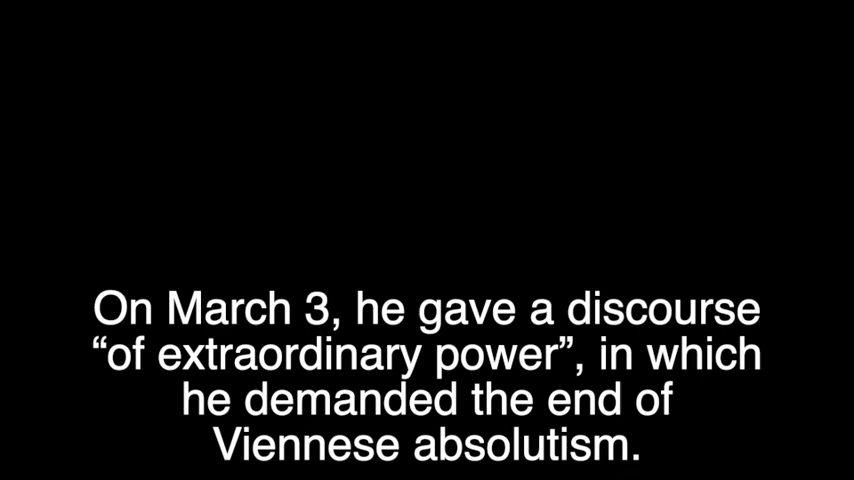 On March 3, he gave a discourse
“of extraordinary power”, in which
he demanded the end of
Viennese absolutism.